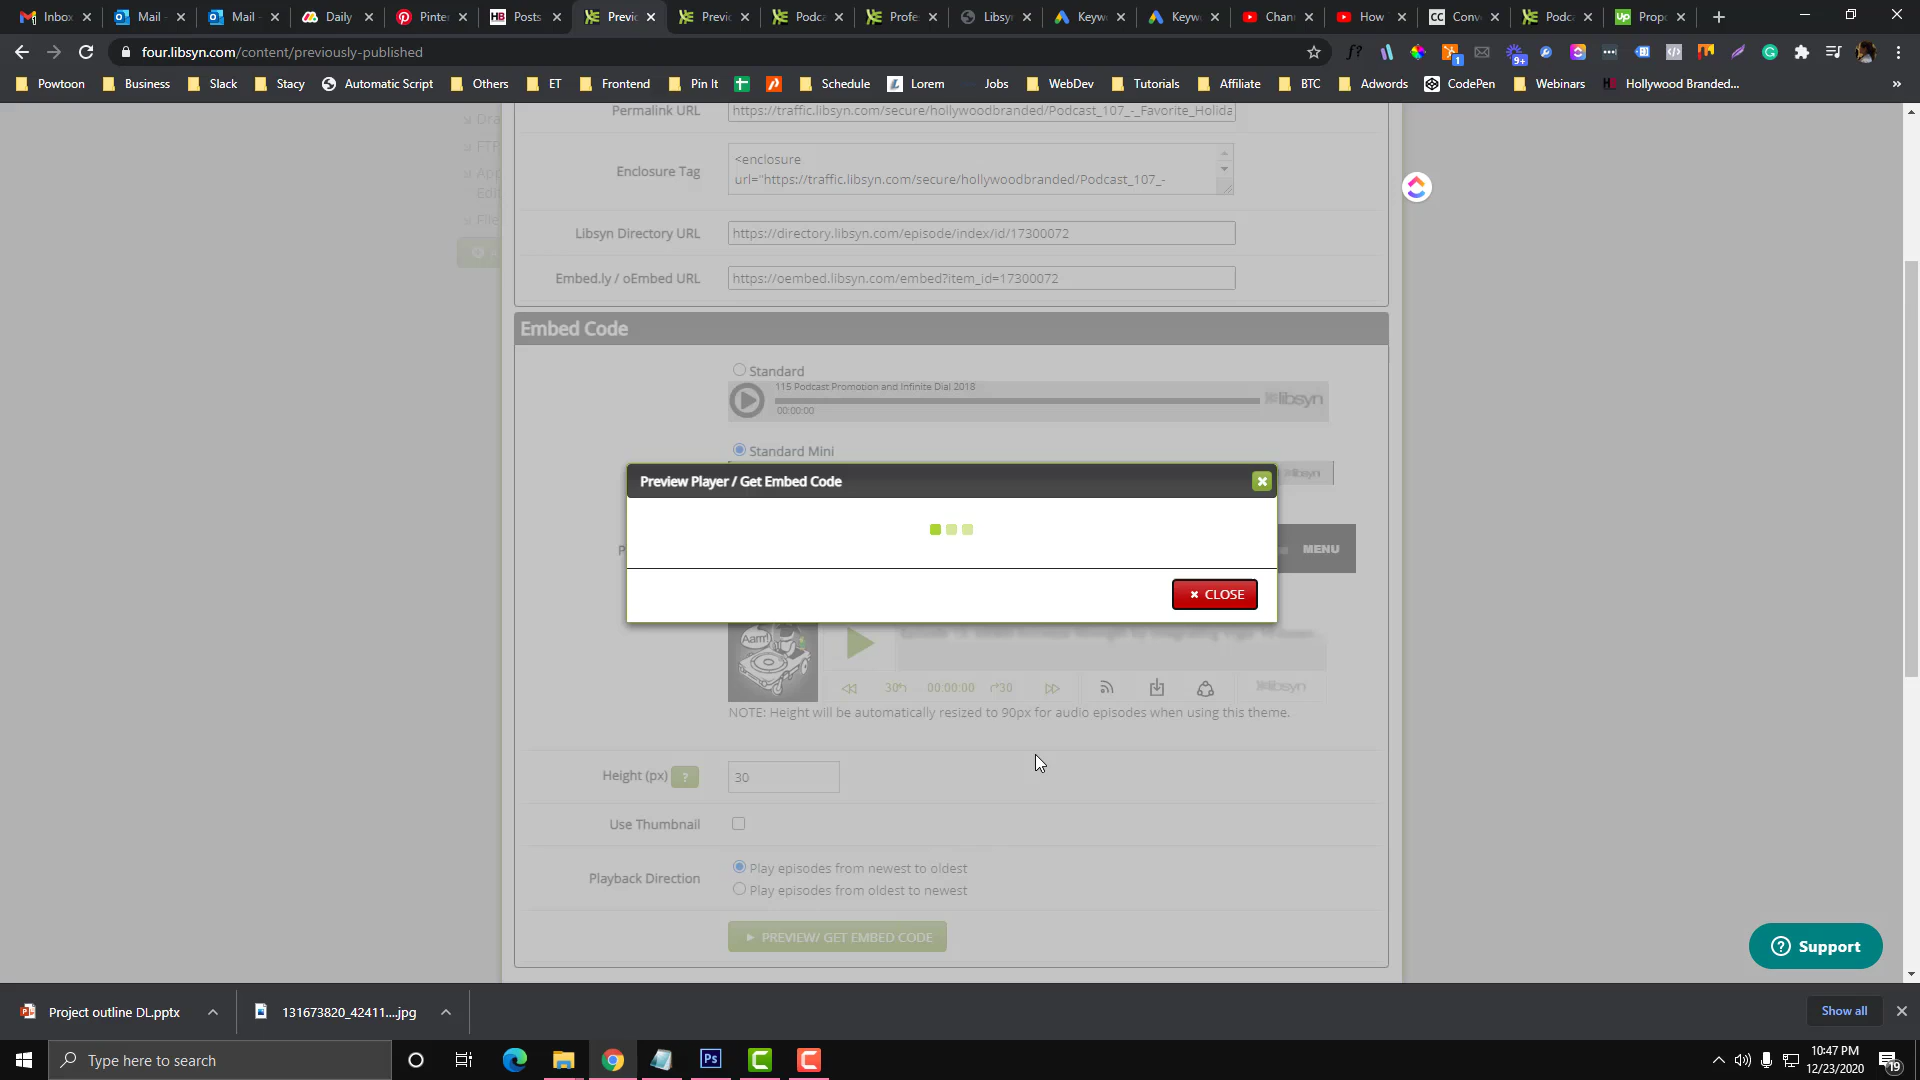 Inbox
Mail -
Mail -
Daily
Pinte
Posts
Previ
Previ
Podca
Profe
Libsy
Keyw
Keyw
Chan
How
Conv
Podca
Propo
four.libsyn.com/content/previously-published
Powtoon
Business
Slack
Stacy
Automatic Script
Others
ET
Frontend
Pin It
Schedule
Lorem
Jobs
WebDev
Tutorials
Affiliate
BTC
Adwords
CodePen
Webinars
Hollywood Branded...
Permalink URL
https://traffic.libsyn.com/secure/hollywoodbranded/Podcast_107_-_Favorite_Holida
Enclosure Tag
<enclosure
url="https://traffic.libsyn.com/secure/hollywoodbranded/Podcast_107_-
Libsyn Directory URL
https://directory.libsyn.com/episode/index/id/17300072
Embed.ly / oEmbed URL
https://oembed.libsyn.com/embed?item_id=17300072
Embed Code
Standard
115 Podcast Promotion and Infinite Dial 2018
00:00:00
libsyn
Standard Mini
libsyn
Preview Player / Get Embed Code
MENU
CLOSE
Aarrr!
30
00:00:00
30
libsyn
NOTE: Height will be automatically resized to 90px for audio episodes when using this theme.
Height (px)
?
30
Use Thumbnail
Playback Direction
Play episodes from newest to oldest
Play episodes from oldest to newest
PREVIEW/ GET EMBED CODE
Support
Project outline DL.pptx
131673820_42411....jpg
Show all
Type here to search
10:47 PM
12/23/2020
19